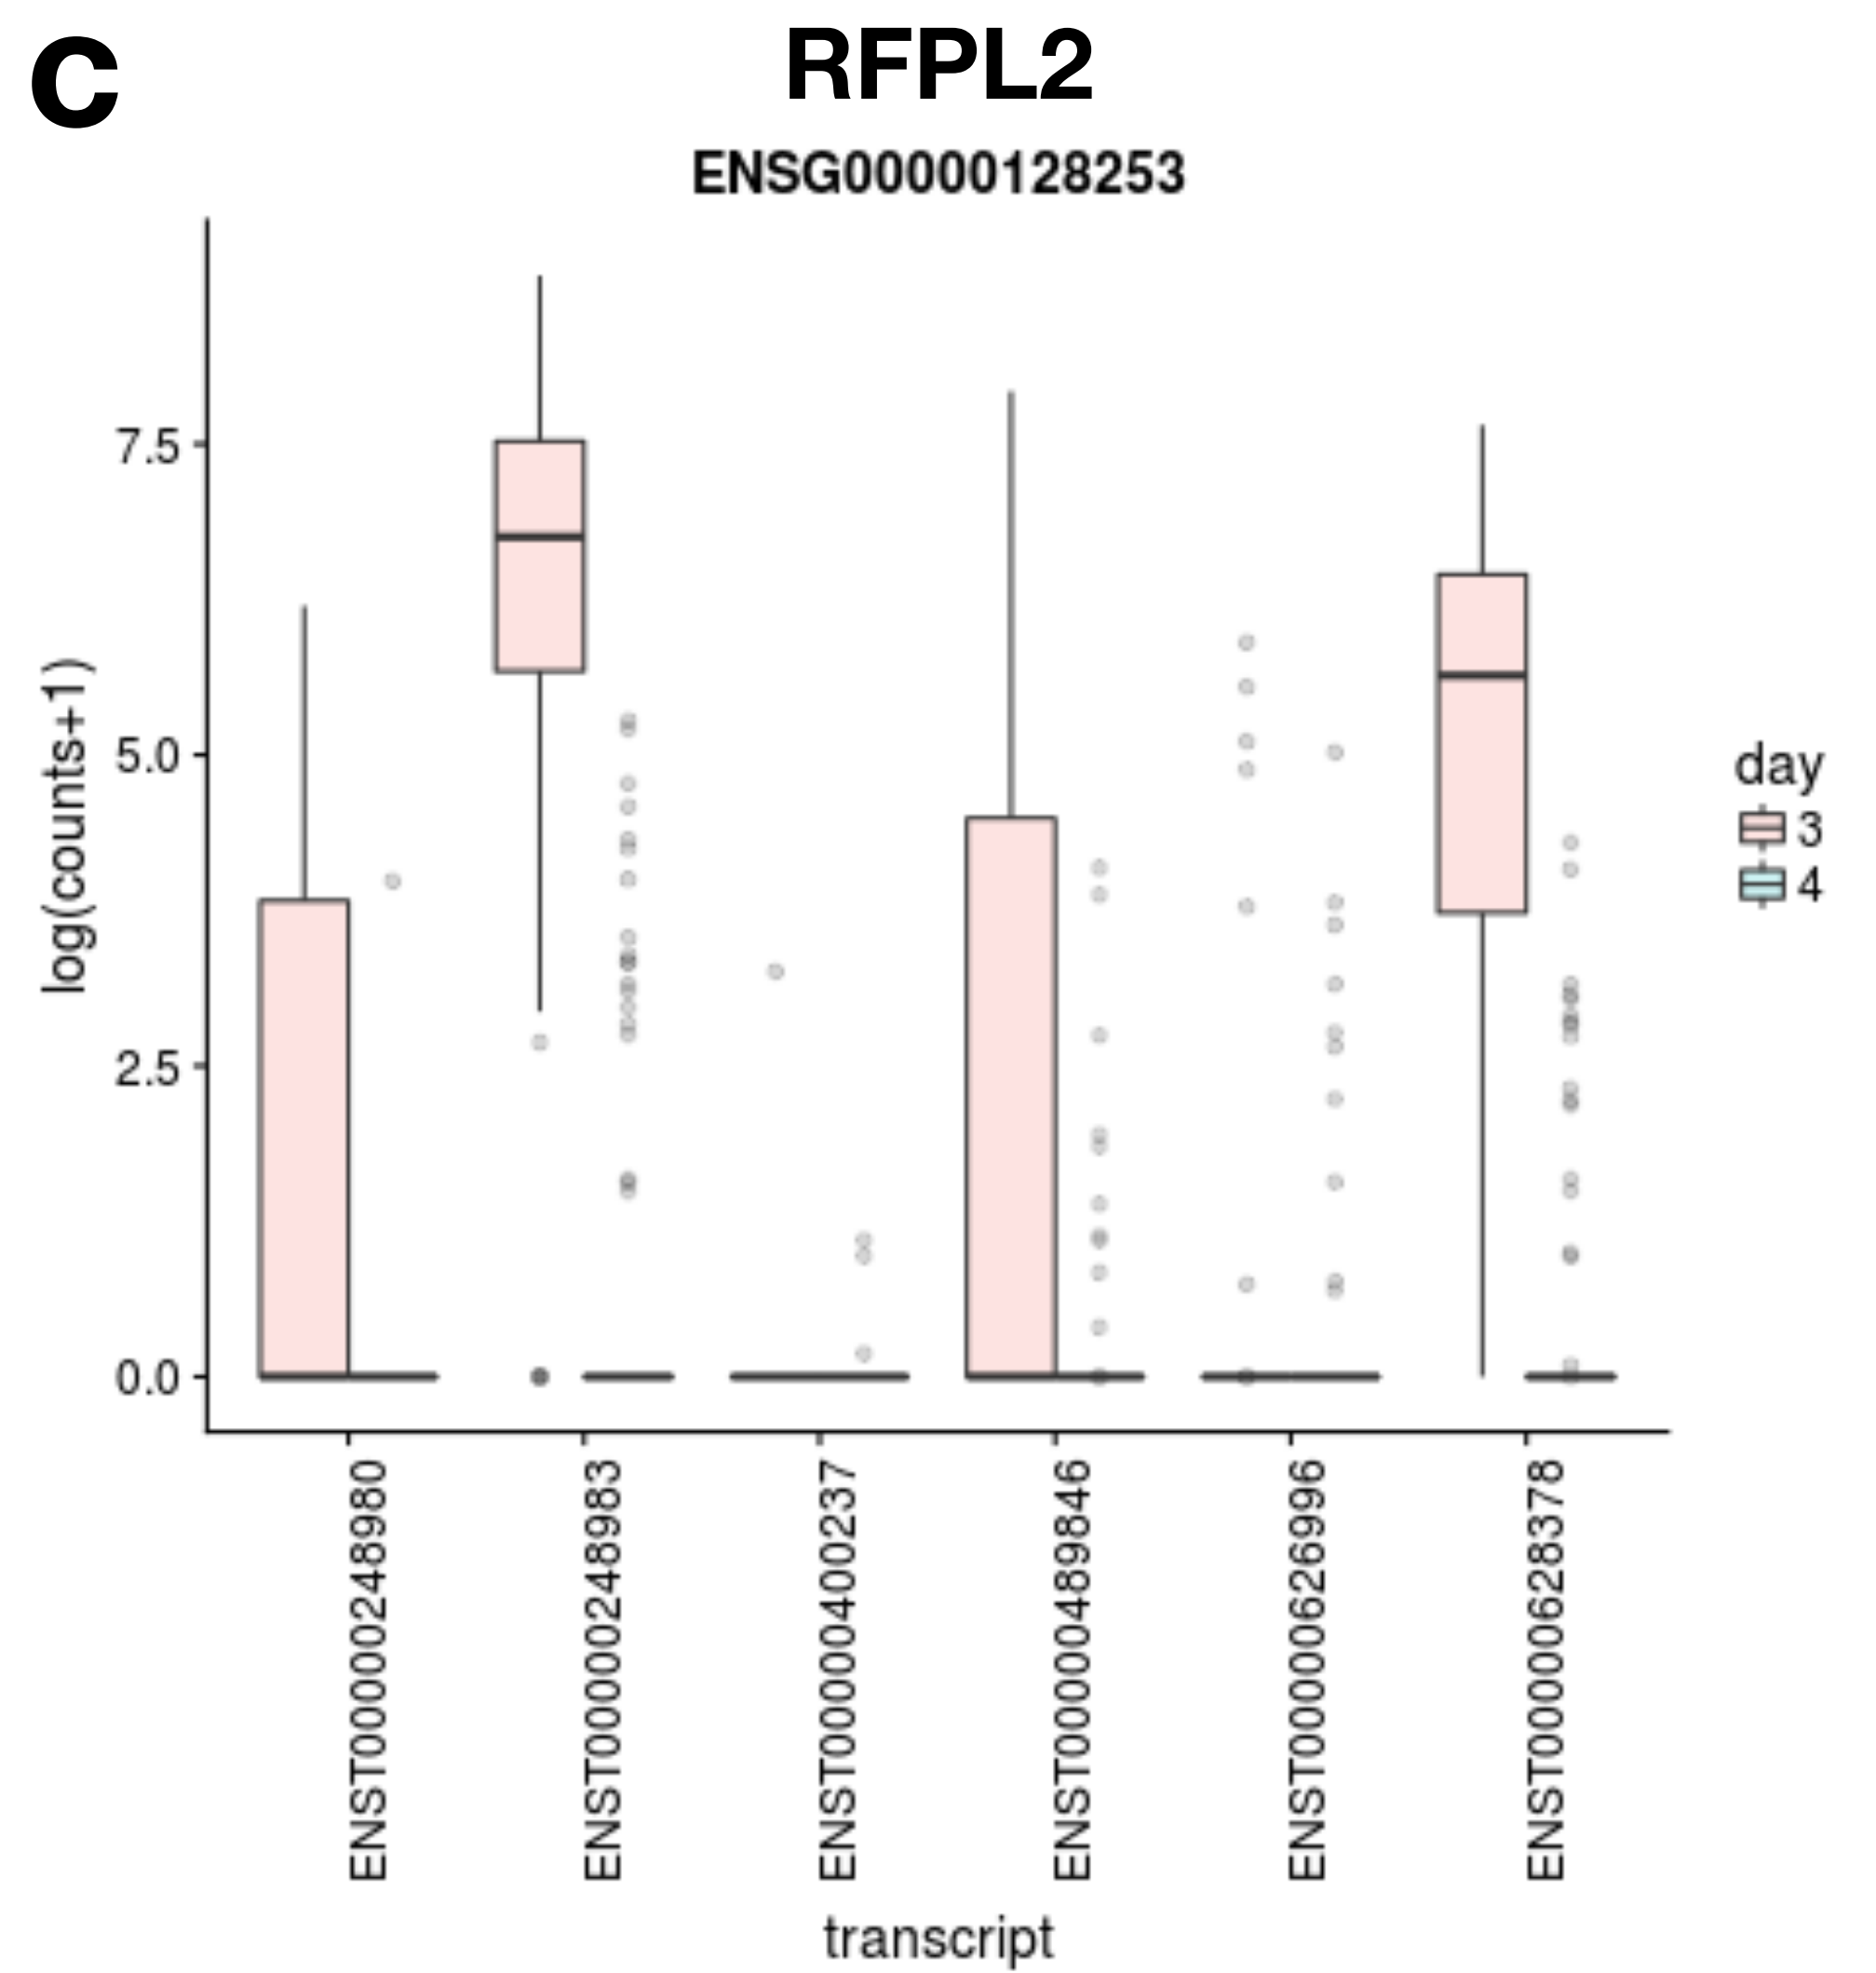 C
RFPL2
ENSG00000128253
log(counts+1)
7.5
5.0
2.5
0.0
day
3
4
ENST00000248980
ENST00000248983
ENST00000400237
ENST00000489846
ENST00000626996
ENST00000628378
transcript